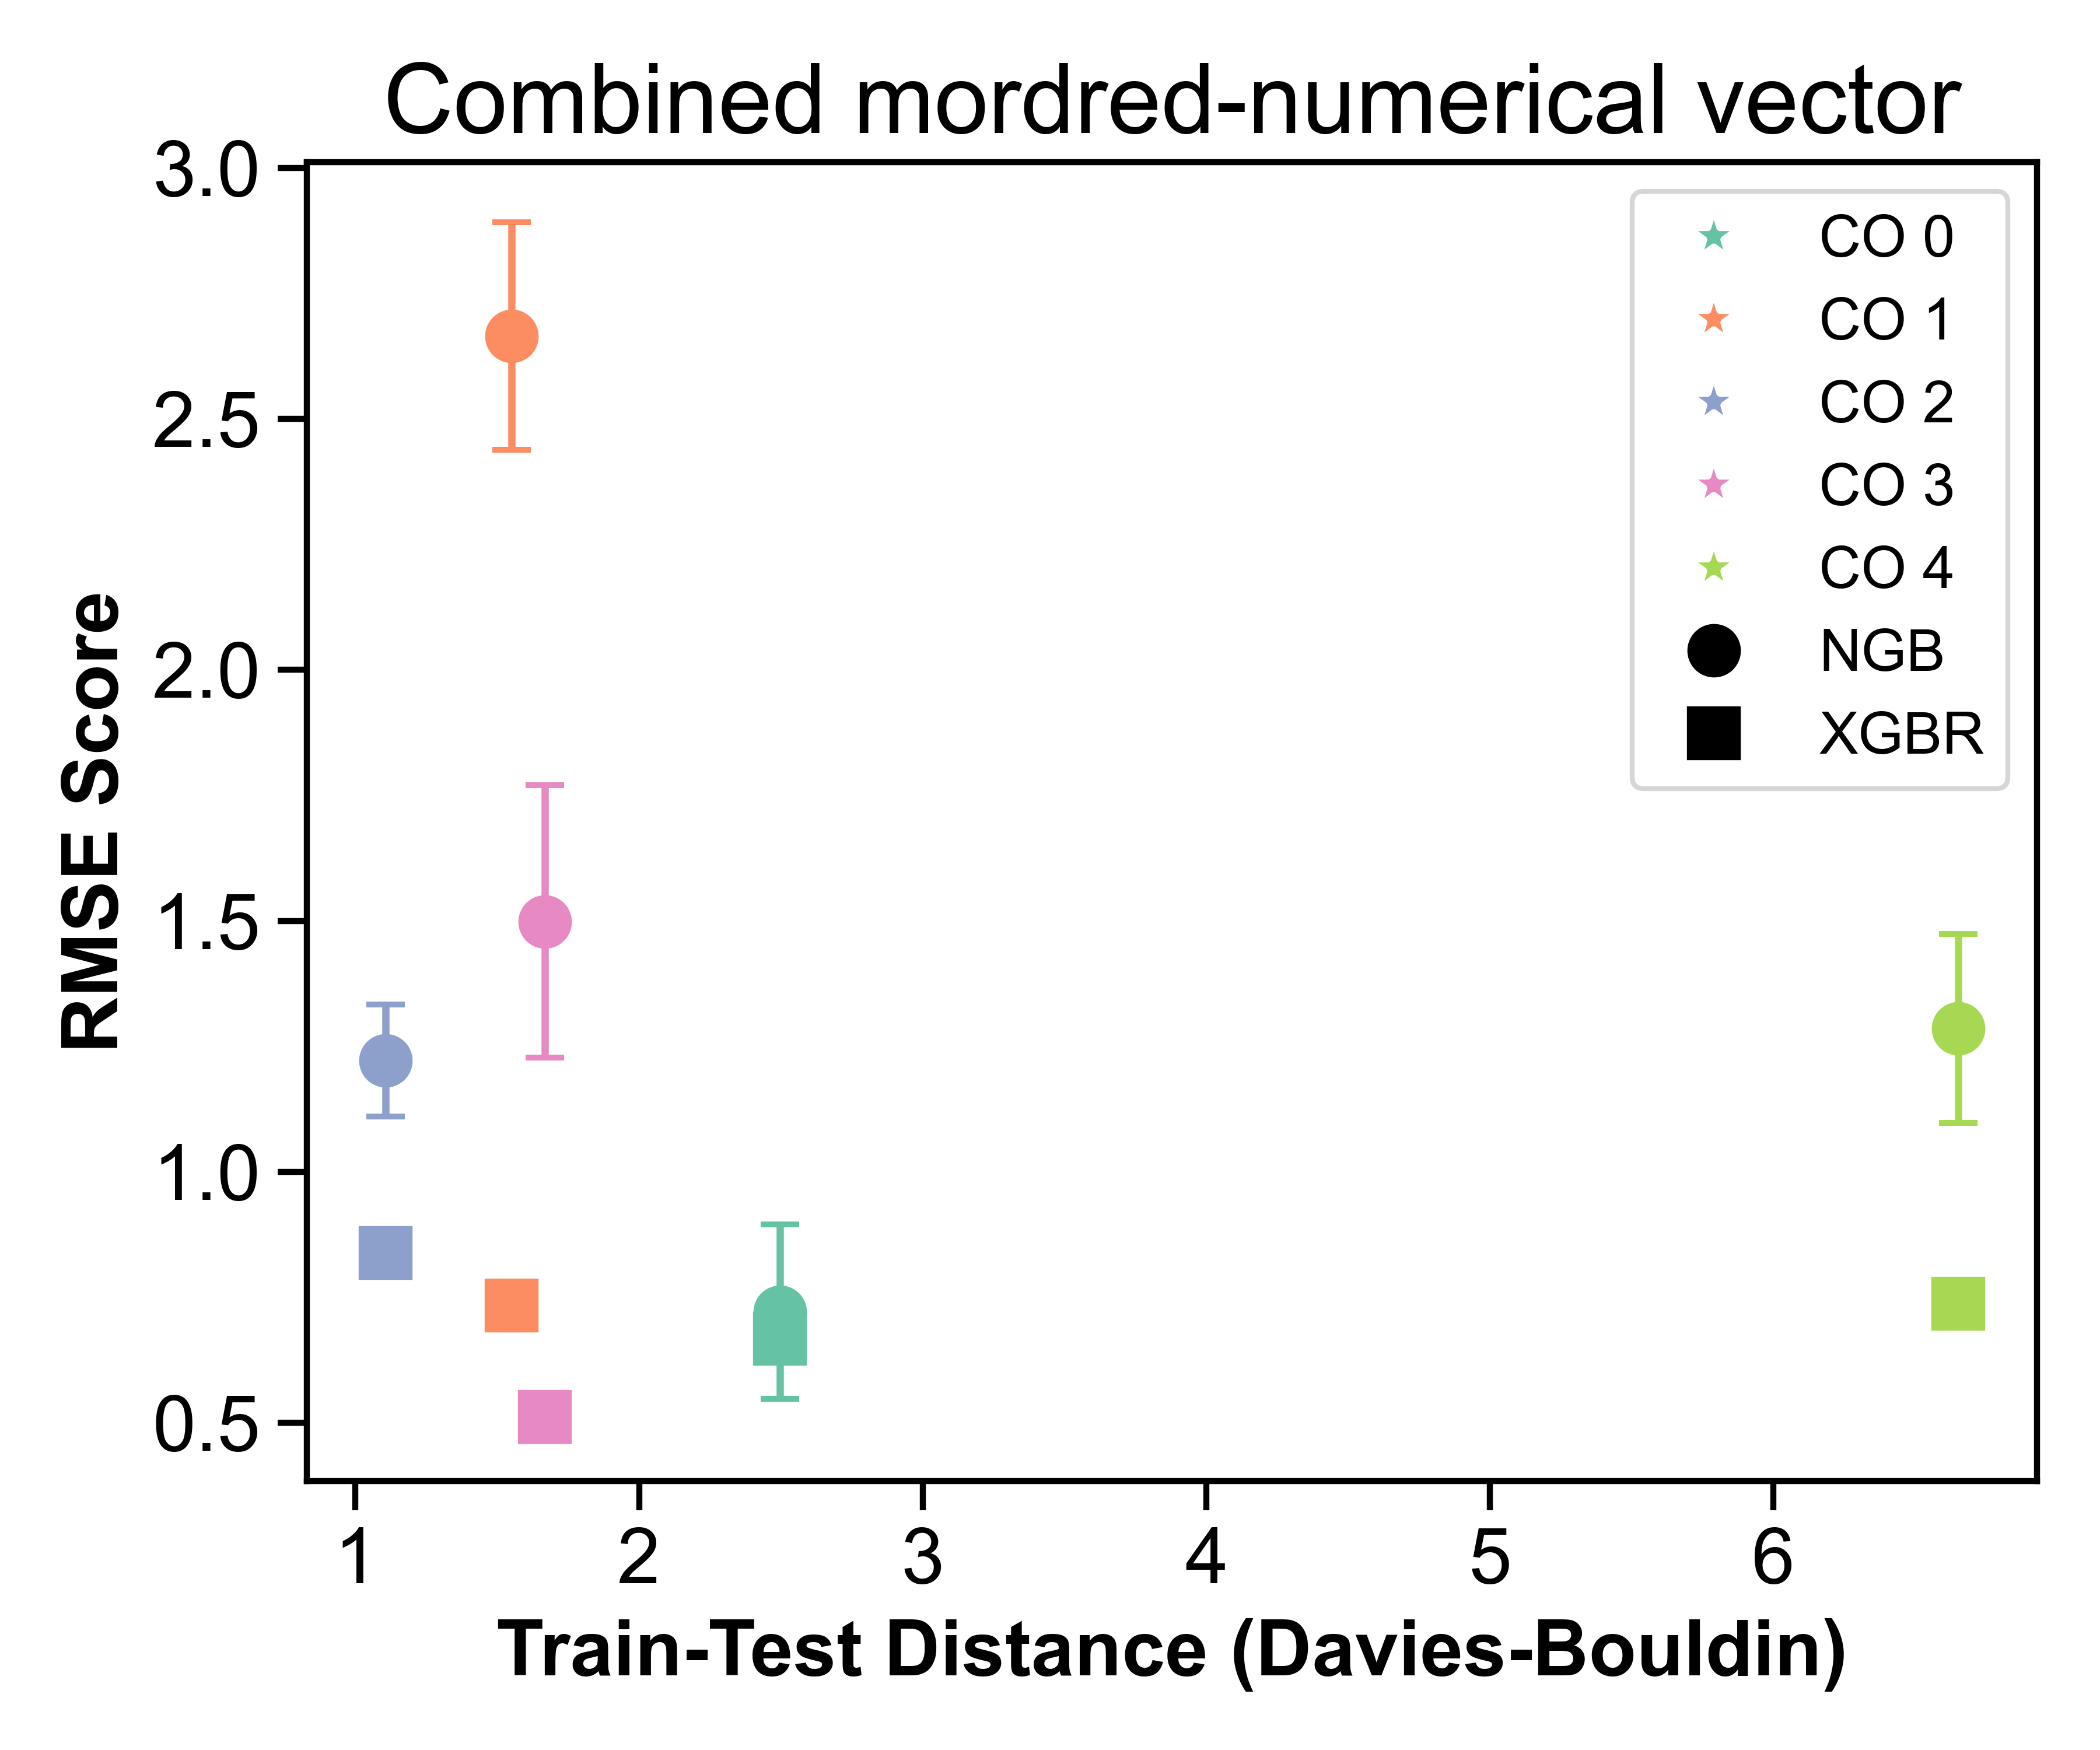 Combined mordred-numerical vector
3.0
2.5
2.0
1.5
1.0
0.5
RMSE Score
CO 0
CO 1
CO 2
CO 3
CO 4
NGB
XGBR
1 2 3 4 5 6
Train-Test Distance (Davies-Bouldin)